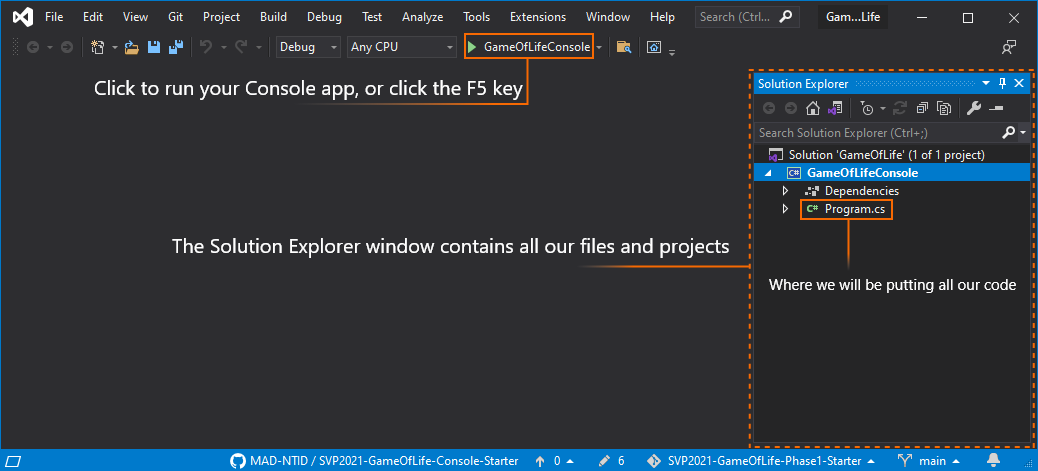 File Edit View Git Project Build Debug Test Analyze Tools Extensions Window Help Search (Ctrl... Gam...Life
Debug Any CPU GameOfLifeConsole
Click to run your Console app, or click the F5 key
Solution Explorer
Search Solution Explorer (Ctrl+;)
Solution 'GameOfLife' (1 of 1 project)
C# GameOfLifeConsole
Dependencies
C# Program.cs
The Solution Explorer window contains all our files and projects
Where we will be putting all our code
MAD-NTID / SVP2021-GameOfLife-Console-Starter 0 6 SVP2021-GameOfLife-Phase1-Starter main